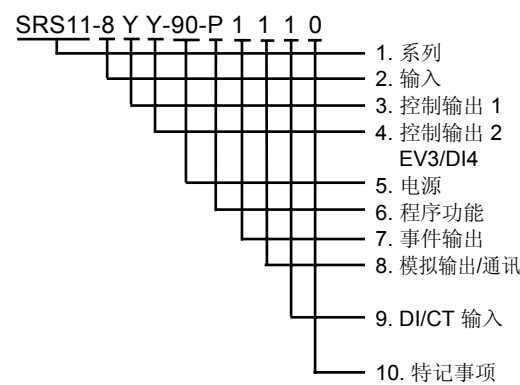 SRS11-8 Y Y-90-P 1 1 1 0
1. 系列
2. 输入
3. 控制输出 1
4. 控制输出 2
EV3/DI4
5. 电源
6. 程序功能
7. 事件输出
8. 模拟输出/通讯
9. DI/CT 输入
10. 特记事项